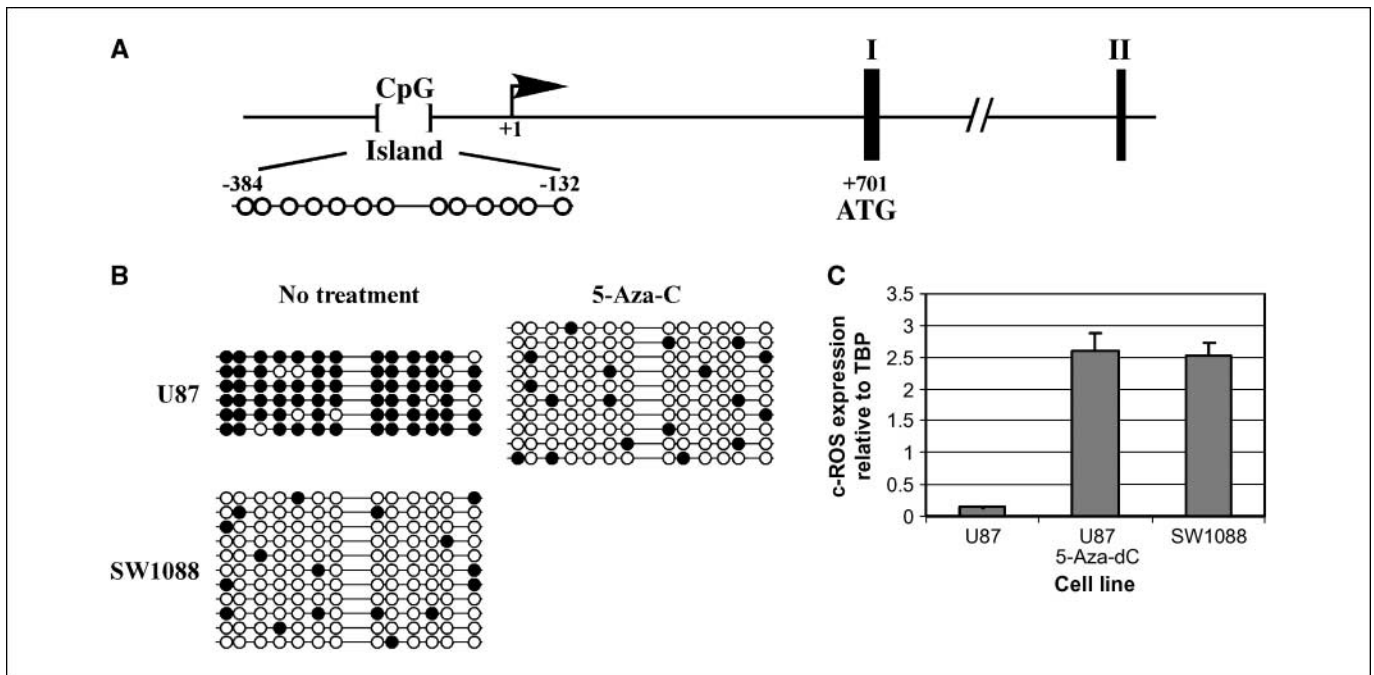 A
I
II
CpG
+1
Island
-384
-132
+701
ATG
B
No treatment
5-Aza-C
U87
SW1088
C
c-ROS expression
relative to TBP
3.5
3
2.5
2
1.5
1
0.5
0
U87
U87
5-Aza-dC
SW1088
Cell line